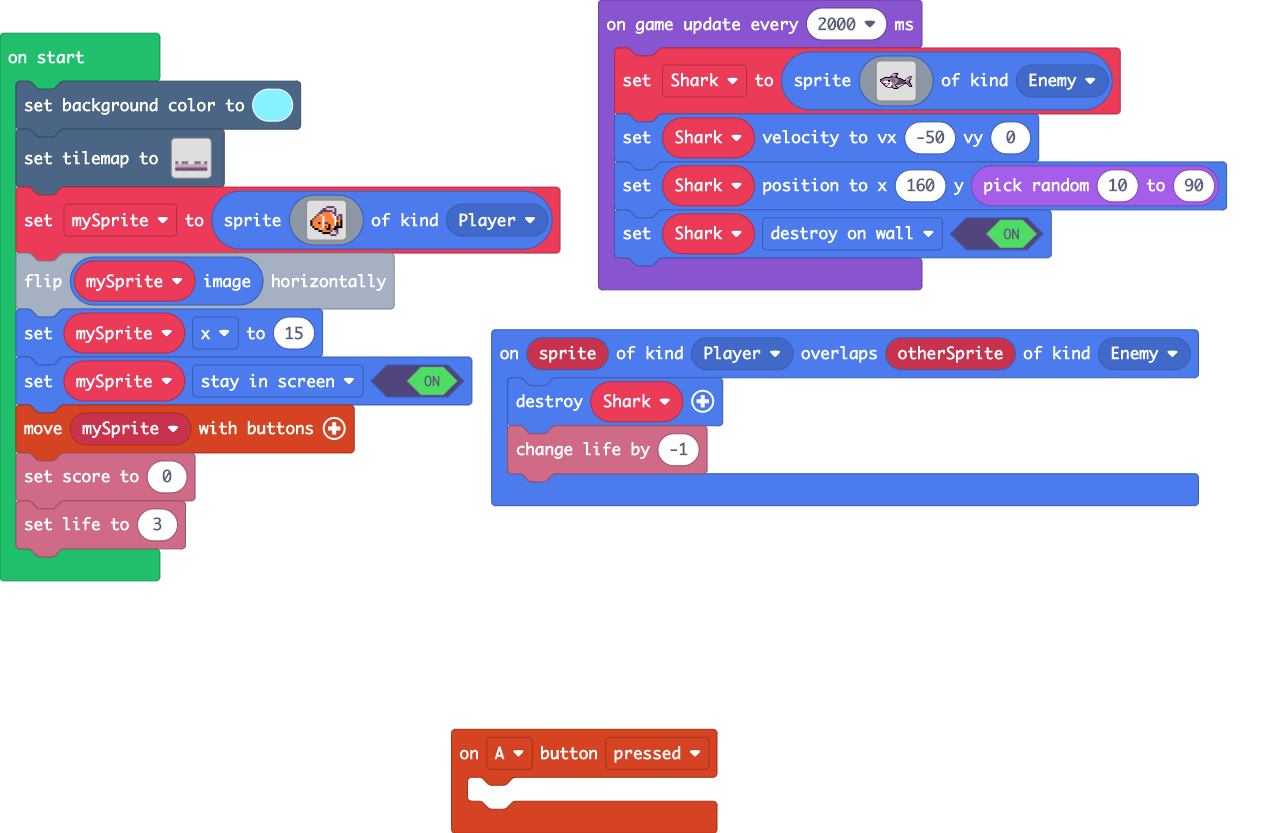 on start
set background color to
set tilemap to
set mySprite to sprite of kind Player
flip mySprite image horizontally
set mySprite x to 15
set mySprite stay in screen ON
move mySprite with buttons
set score to 0
set life to 3
on game update every 2000 ms
set Shark to sprite of kind Enemy
set Shark velocity to vx -50 vy 0
set Shark position to x 160 y pick random 10 to 90
set Shark destroy on wall ON
on sprite of kind Player overlaps otherSprite of kind Enemy
destroy Shark
change life by -1
on A button pressed